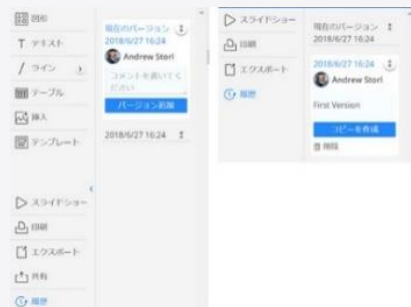 図形
テキスト
ライン
テーブル
挿入
テンプレート
スライドショー
印刷
エクスポート
共有
履歴
現在のバージョン
2018/6/27 16:24
Andrew Storl
コメントを書いてく
ださい
バージョン追加
2018/6/27 16:24
スライドショー
印刷
エクスポート
履歴
現在のバージョン
2018/6/27 16:24
2018/6/27 16:24
Andrew Storl
First Version
コピーを作成
削除